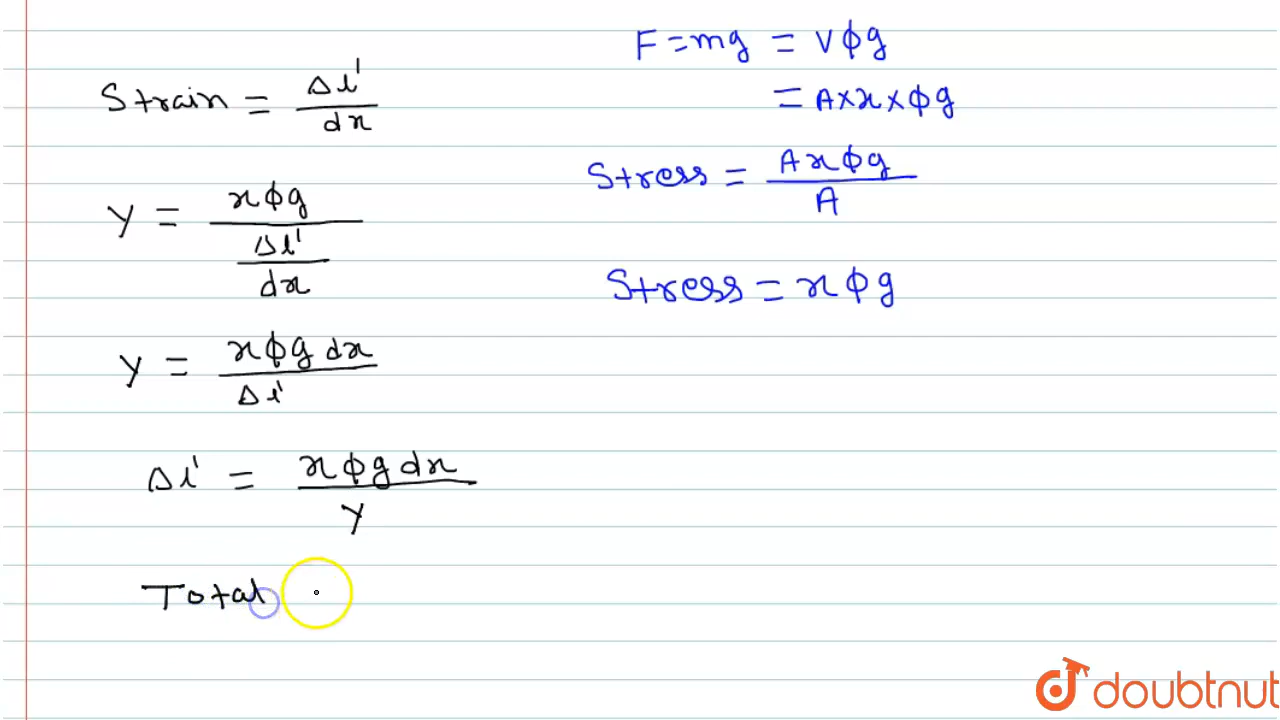 Strain = Δl'/dx
Y = xϕg/(Δl'/dx)
Y = xϕg dx/Δl'
Δl' = xϕg dx/Y
Total
F = mg = Vϕg
= A×x×ϕg
Stress = Axϕg/A
Stress = xϕg
doubtnut